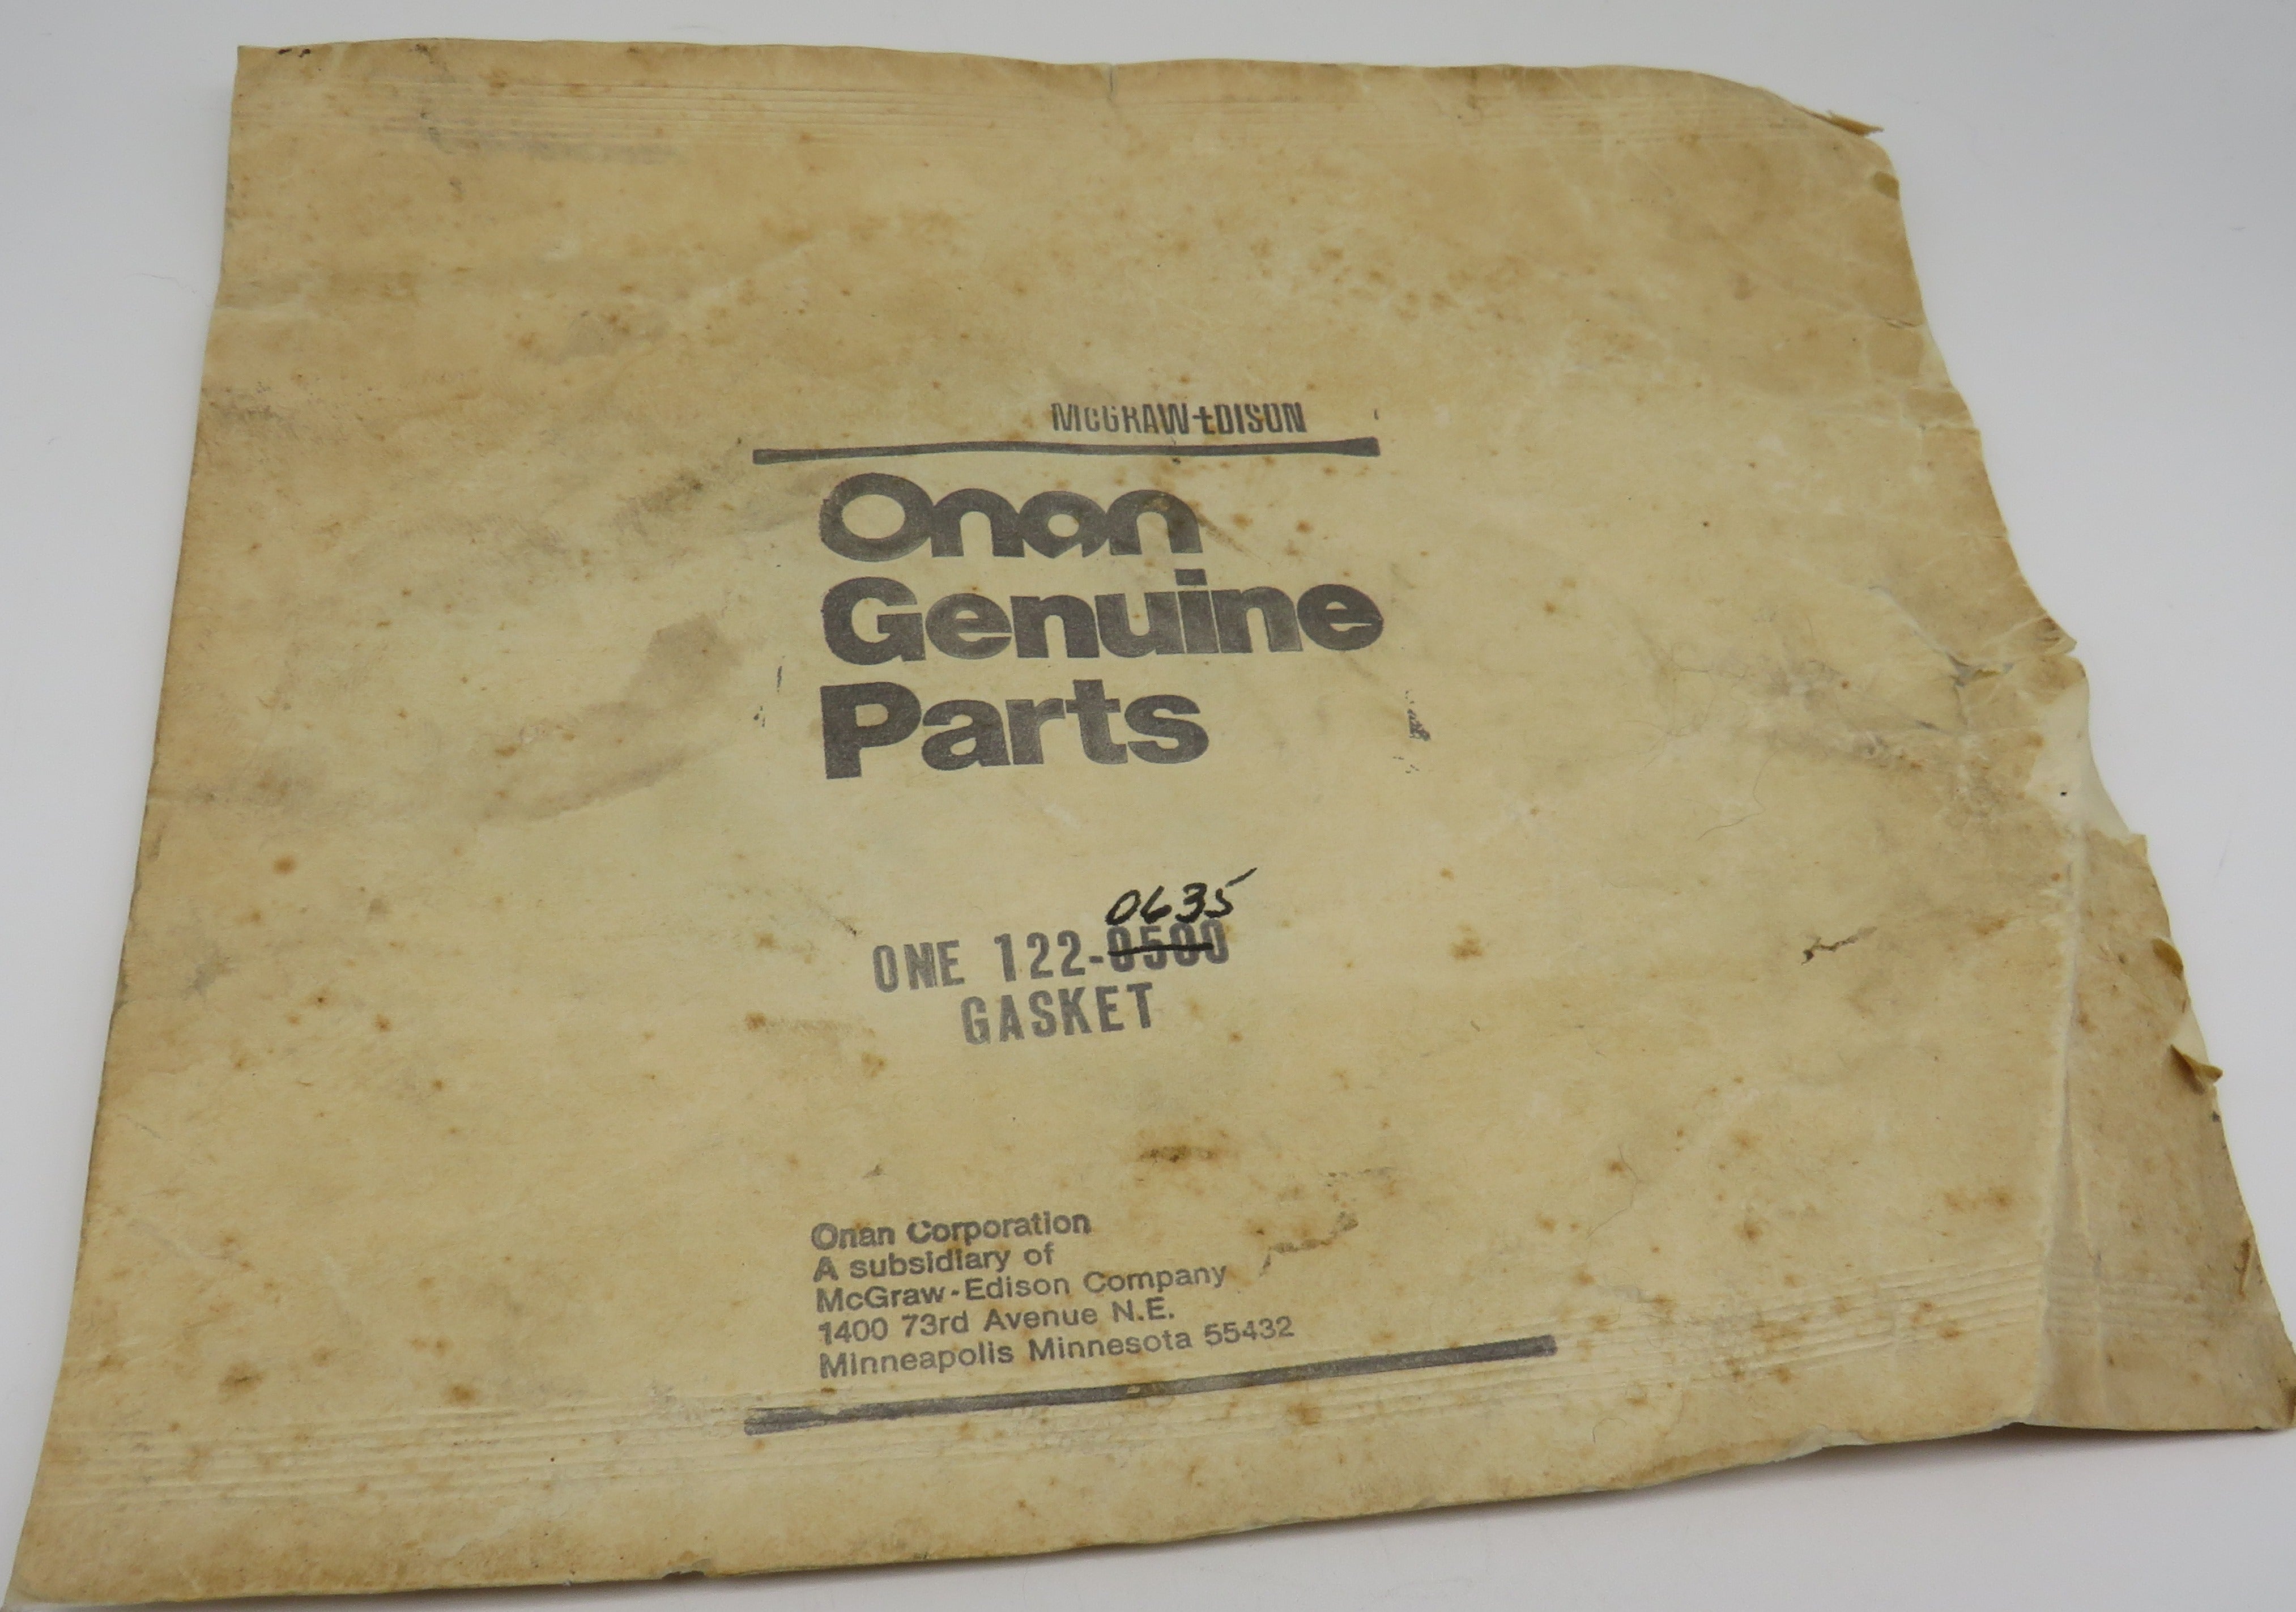 McGRAW-EDISON
Onan
Genuine
Parts
0635
ONE 122-0500
GASKET
Onan Corporation
A subsidiary of
McGraw-Edison Company
1400 73rd Avenue N.E.
Minneapolis Minnesota 55432